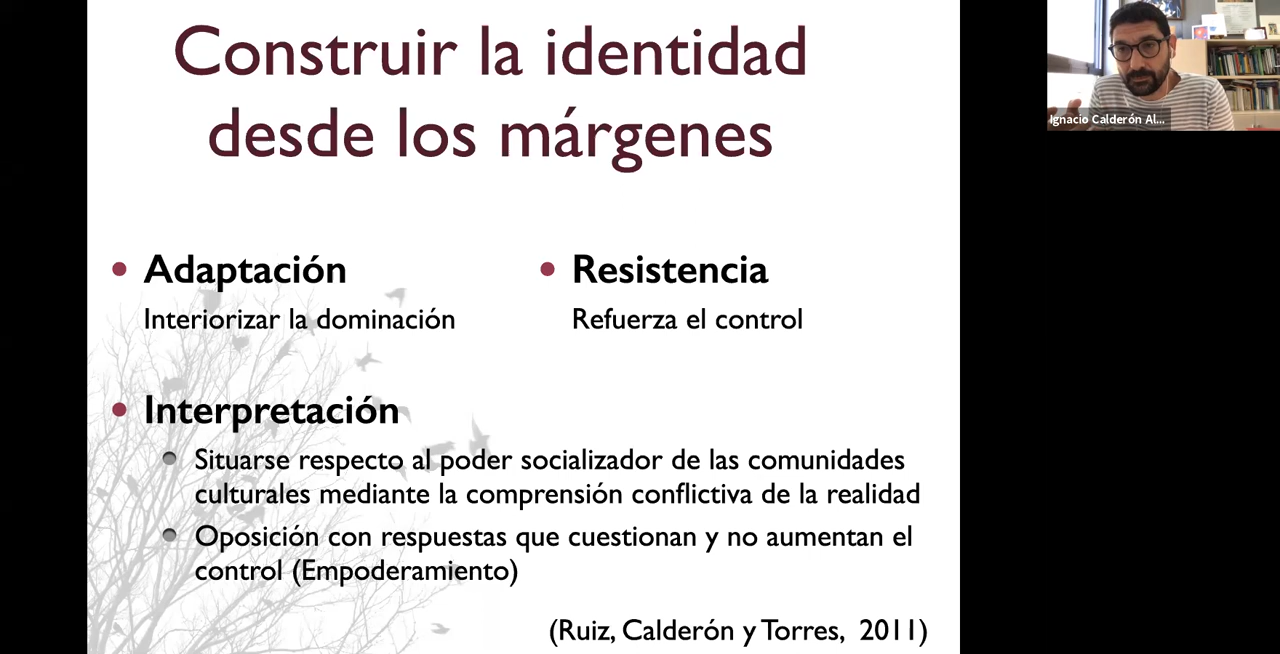 Construir la identidad
desde los márgenes
Adaptación
Interiorizar la dominación
Resistencia
Refuerza el control
Interpretación
Situarse respecto al poder socializador de las comunidades
culturales mediante la comprensión conflictiva de la realidad
Oposición con respuestas que cuestionan y no aumentan el
control (Empoderamiento)
(Ruiz, Calderón y Torres, 2011)
Ignacio Calderón Al...